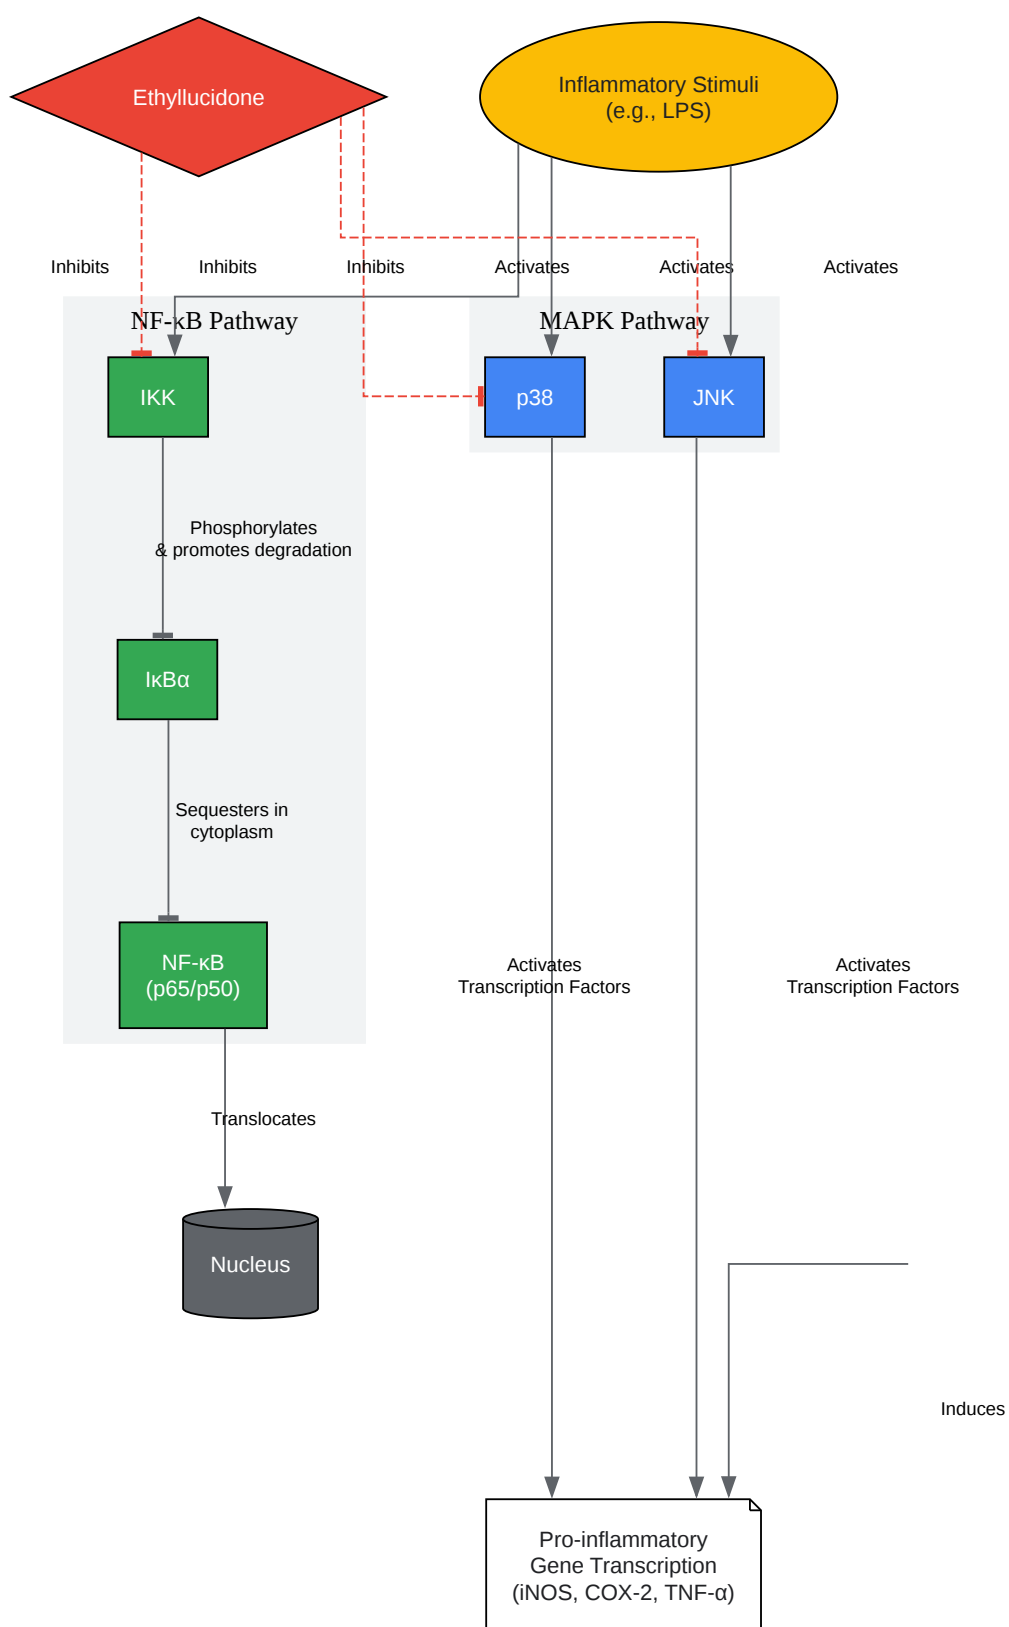 Ethyllucidone
Inflammatory Stimuli
(e.g., LPS)
Inhibits
Inhibits
Inhibits
Activates
Activates
Activates
NF-κB Pathway
MAPK Pathway
IKK
p38
JNK
Phosphorylates
& promotes degradation
IκBα
Sequesters in
cytoplasm
NF-κB
(p65/p50)
Activates
Transcription Factors
Activates
Transcription Factors
Translocates
Nucleus
Induces
Pro-inflammatory
Gene Transcription
(iNOS, COX-2, TNF-α)